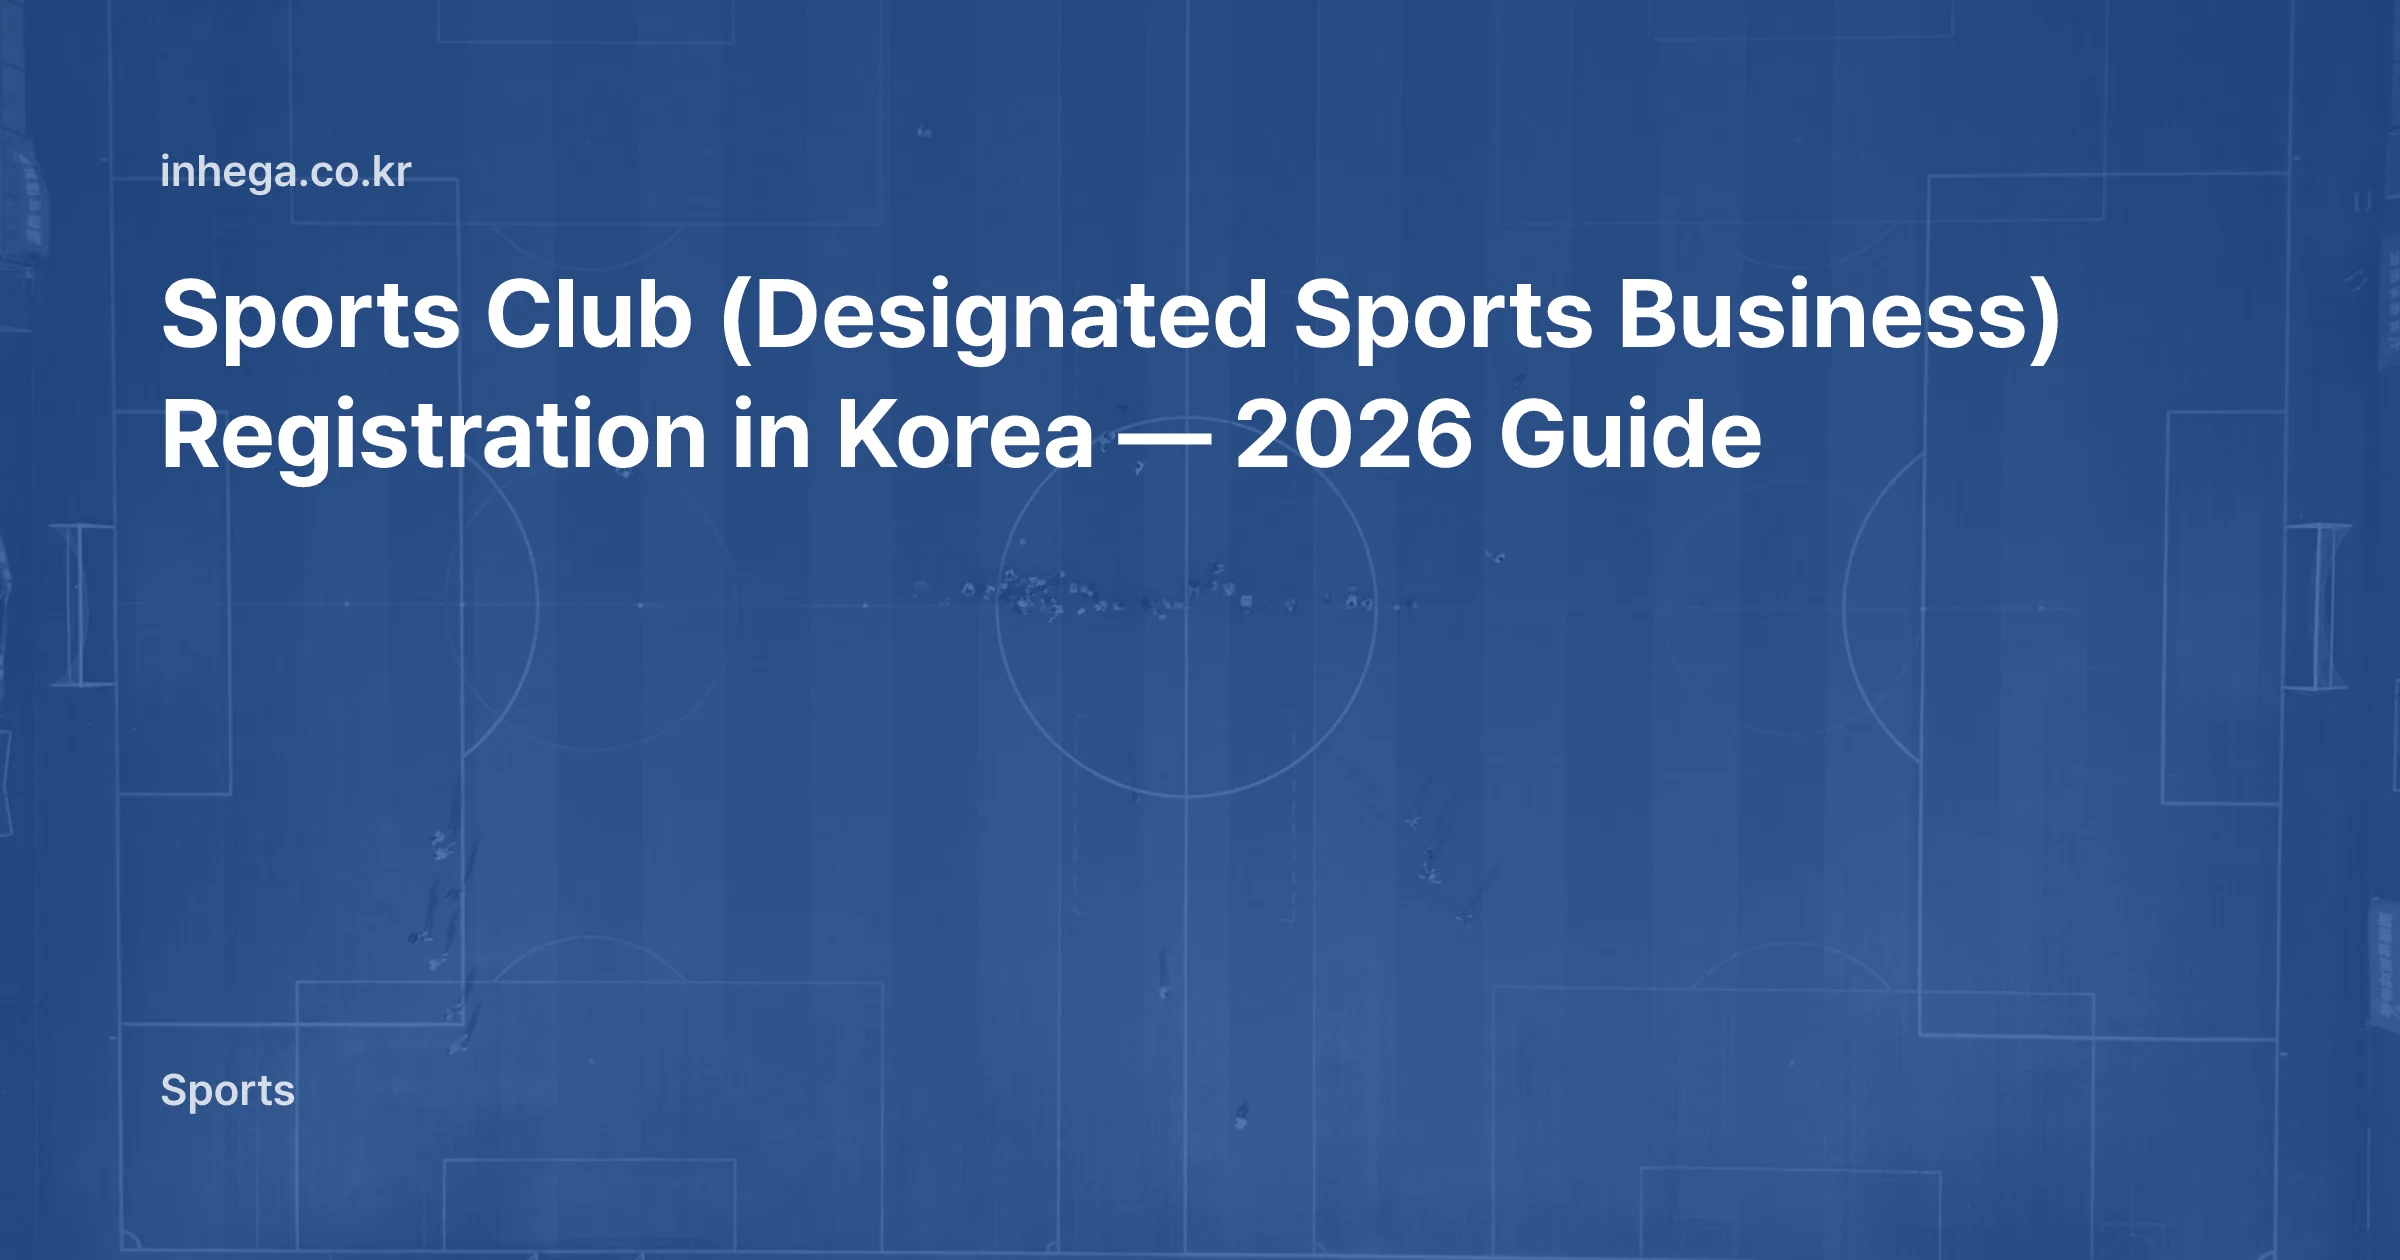 inhega.co.kr
Sports Club (Designated Sports Business)
Registration in Korea — 2026 Guide
Sports